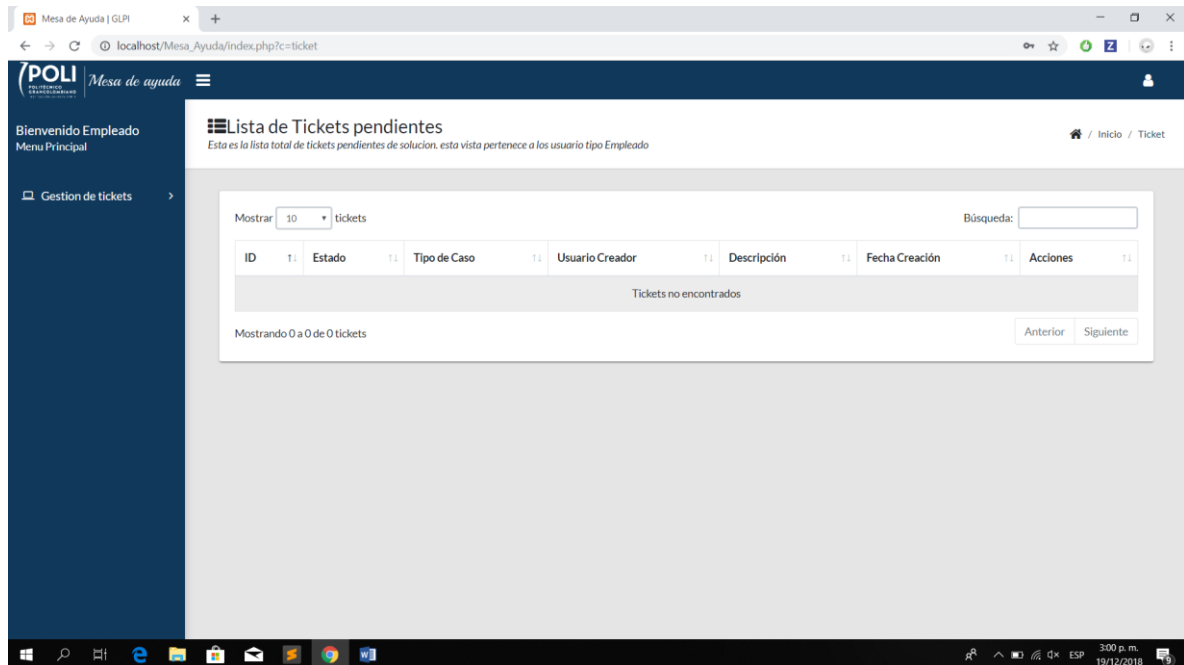 Mesa de Ayuda | GLPI
localhost/Mesa_Ayuda/index.php?c=ticket
POLI
POLITÉCNICO
GRANCOLOMBIANO
Mesa de ayuda
Bienvenido Empleado
Menu Principal
Gestion de tickets
Lista de Tickets pendientes
Esta es la lista total de tickets pendientes de solucion. esta vista pertenece a los usuario tipo Empleado
/ Inicio / Ticket
Mostrar 10 tickets
Búsqueda:
ID Estado Tipo de Caso Usuario Creador Descripción Fecha Creación Acciones
Tickets no encontrados
Mostrando 0 a 0 de 0 tickets
Anterior Siguiente
ESP
3:00 p. m.
19/12/2018